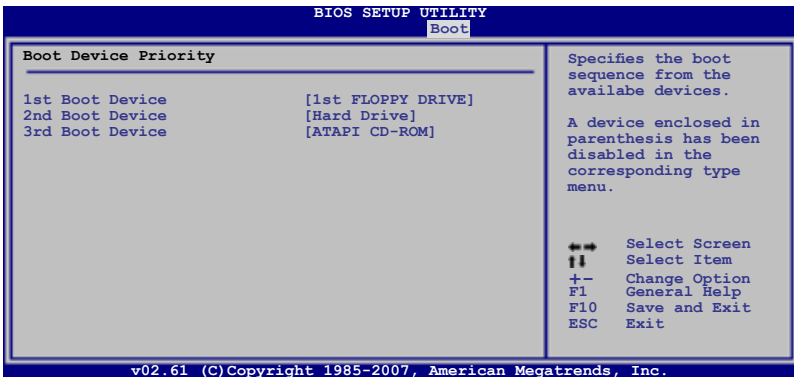 BIOS SETUP UTILITY
Boot
Boot Device Priority
1st Boot Device [1st FLOPPY DRIVE]
2nd Boot Device [Hard Drive]
3rd Boot Device [ATAPI CD-ROM]
Specifies the boot
sequence from the
availabe devices.
A device enclosed in
parenthesis has been
disabled in the
corresponding type
menu.
←→ Select Screen
↑↓ Select Item
+- Change Option
F1 General Help
F10 Save and Exit
ESC Exit
v02.61 (C)Copyright 1985-2007, American Megatrends, Inc.